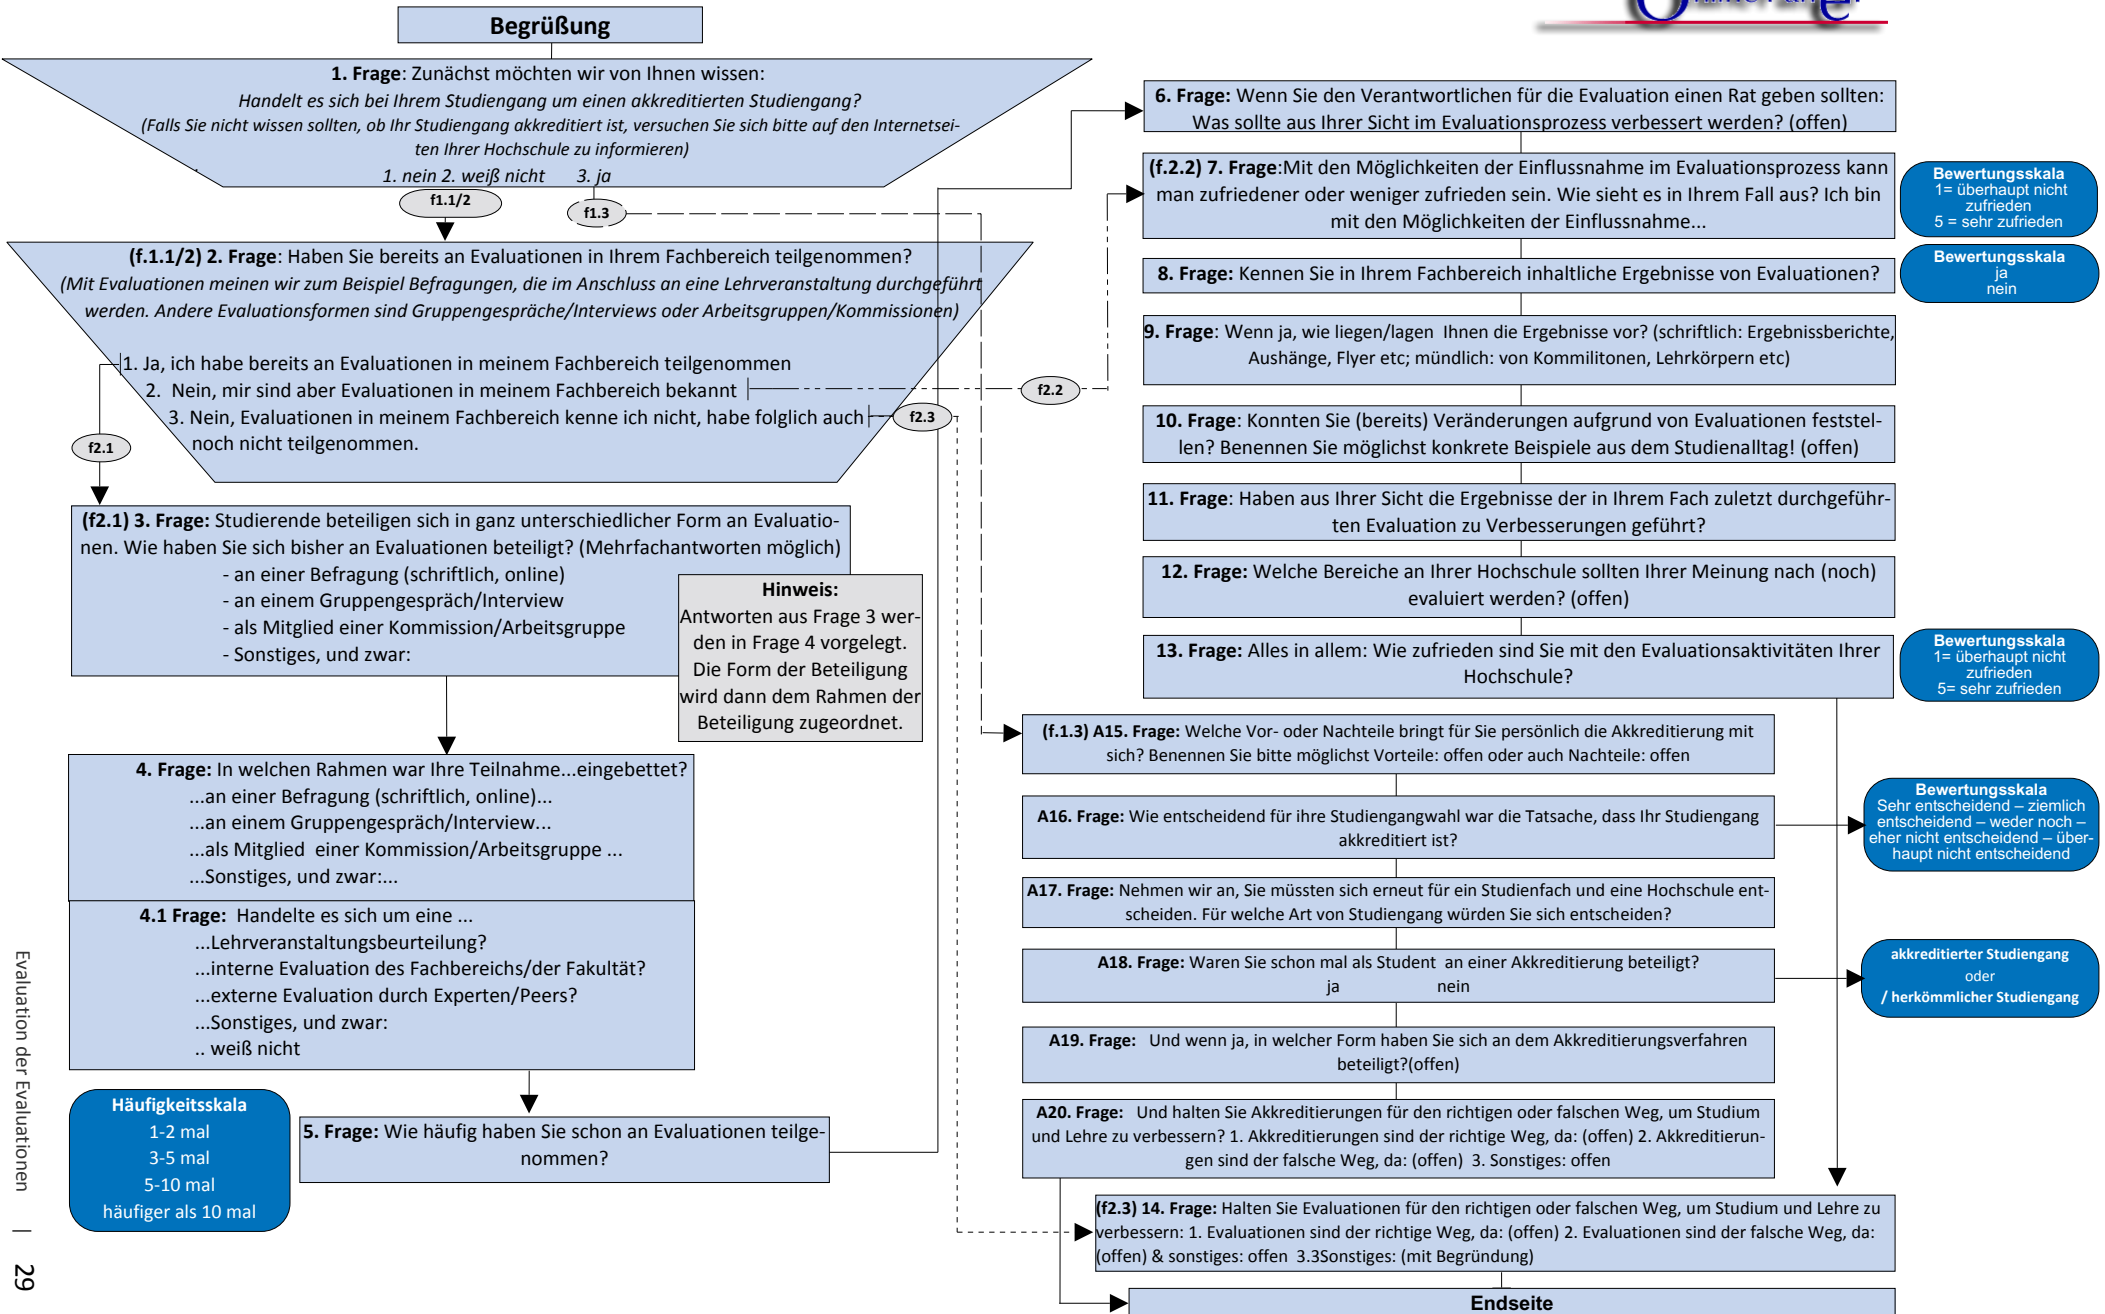 Begrüßung
1. Frage: Zunächst möchten wir von Ihnen wissen:
Handelt es sich bei Ihrem Studiengang um einen akkreditierten Studiengang?
(Falls Sie nicht wissen sollten, ob Ihr Studiengang akkreditiert ist, versuchen Sie sich bitte auf den Internetsei-
ten Ihrer Hochschule zu informieren)
1. nein 2. weiß nicht 3. ja
f1.1/2
f1.3
(f.1.1/2) 2. Frage: Haben Sie bereits an Evaluationen in Ihrem Fachbereich teilgenommen?
(Mit Evaluationen meinen wir zum Beispiel Befragungen, die im Anschluss an eine Lehrveranstaltung durchgeführt
werden. Andere Evaluationsformen sind Gruppengespräche/Interviews oder Arbeitsgruppen/Kommissionen)
1. Ja, ich habe bereits an Evaluationen in meinem Fachbereich teilgenommen
2. Nein, mir sind aber Evaluationen in meinem Fachbereich bekannt
f2.2
3. Nein, Evaluationen in meinem Fachbereich kenne ich nicht, habe folglich auch
noch nicht teilgenommen.
f2.3
f2.1
(f2.1) 3. Frage: Studierende beteiligen sich in ganz unterschiedlicher Form an Evaluatio-
nen. Wie haben Sie sich bisher an Evaluationen beteiligt? (Mehrfachantworten möglich)
- an einer Befragung (schriftlich, online)
- an einem Gruppengespräch/Interview
- als Mitglied einer Kommission/Arbeitsgruppe
- Sonstiges, und zwar:
Hinweis:
Antworten aus Frage 3 wer-
den in Frage 4 vorgelegt.
Die Form der Beteiligung
wird dann dem Rahmen der
Beteiligung zugeordnet.
4. Frage: In welchen Rahmen war Ihre Teilnahme...eingebettet?
...an einer Befragung (schriftlich, online)...
...an einem Gruppengespräch/Interview...
...als Mitglied einer Kommission/Arbeitsgruppe ...
...Sonstiges, und zwar:...
4.1 Frage: Handelte es sich um eine ...
...Lehrveranstaltungsbeurteilung?
...interne Evaluation des Fachbereichs/der Fakultät?
...externe Evaluation durch Experten/Peers?
...Sonstiges, und zwar:
.. weiß nicht
Häufigkeitsskala
1-2 mal
3-5 mal
5-10 mal
häufiger als 10 mal
5. Frage: Wie häufig haben Sie schon an Evaluationen teilge-
nommen?
6. Frage: Wenn Sie den Verantwortlichen für die Evaluation einen Rat geben sollten:
Was sollte aus Ihrer Sicht im Evaluationsprozess verbessert werden? (offen)
(f.2.2) 7. Frage:Mit den Möglichkeiten der Einflussnahme im Evaluationsprozess kann
man zufriedener oder weniger zufrieden sein. Wie sieht es in Ihrem Fall aus? Ich bin
mit den Möglichkeiten der Einflussnahme...
Bewertungsskala
1= überhaupt nicht
zufrieden
5 = sehr zufrieden
8. Frage: Kennen Sie in Ihrem Fachbereich inhaltliche Ergebnisse von Evaluationen?
Bewertungsskala
ja
nein
9. Frage: Wenn ja, wie liegen/lagen Ihnen die Ergebnisse vor? (schriftlich: Ergebnissberichte,
Aushänge, Flyer etc; mündlich: von Kommilitonen, Lehrkörpern etc)
10. Frage: Konnten Sie (bereits) Veränderungen aufgrund von Evaluationen feststel-
len? Benennen Sie möglichst konkrete Beispiele aus dem Studienalltag! (offen)
11. Frage: Haben aus Ihrer Sicht die Ergebnisse der in Ihrem Fach zuletzt durchgeführ-
ten Evaluation zu Verbesserungen geführt?
12. Frage: Welche Bereiche an Ihrer Hochschule sollten Ihrer Meinung nach (noch)
evaluiert werden? (offen)
13. Frage: Alles in allem: Wie zufrieden sind Sie mit den Evaluationsaktivitäten Ihrer
Hochschule?
Bewertungsskala
1= überhaupt nicht
zufrieden
5= sehr zufrieden
(f.1.3) A15. Frage: Welche Vor- oder Nachteile bringt für Sie persönlich die Akkreditierung mit
sich? Benennen Sie bitte möglichst Vorteile: offen oder auch Nachteile: offen
A16. Frage: Wie entscheidend für ihre Studiengangwahl war die Tatsache, dass Ihr Studiengang
akkreditiert ist?
Bewertungsskala
Sehr entscheidend – ziemlich
entscheidend – weder noch –
eher nicht entscheidend – über-
haupt nicht entscheidend
A17. Frage: Nehmen wir an, Sie müssten sich erneut für ein Studienfach und eine Hochschule ent-
scheiden. Für welche Art von Studiengang würden Sie sich entscheiden?
A18. Frage: Waren Sie schon mal als Student an einer Akkreditierung beteiligt?
ja nein
akkreditierter Studiengang
oder
/ herkömmlicher Studiengang
A19. Frage: Und wenn ja, in welcher Form haben Sie sich an dem Akkreditierungsverfahren
beteiligt?(offen)
A20. Frage: Und halten Sie Akkreditierungen für den richtigen oder falschen Weg, um Studium
und Lehre zu verbessern? 1. Akkreditierungen sind der richtige Weg, da: (offen) 2. Akkreditierun-
gen sind der falsche Weg, da: (offen) 3. Sonstiges: offen
(f2.3) 14. Frage: Halten Sie Evaluationen für den richtigen oder falschen Weg, um Studium und Lehre zu
verbessern: 1. Evaluationen sind der richtige Weg, da: (offen) 2. Evaluationen sind der falsche Weg, da:
(offen) & sonstiges: offen 3.3Sonstiges: (mit Begründung)
Endseite
Evaluation der Evaluationen | 29